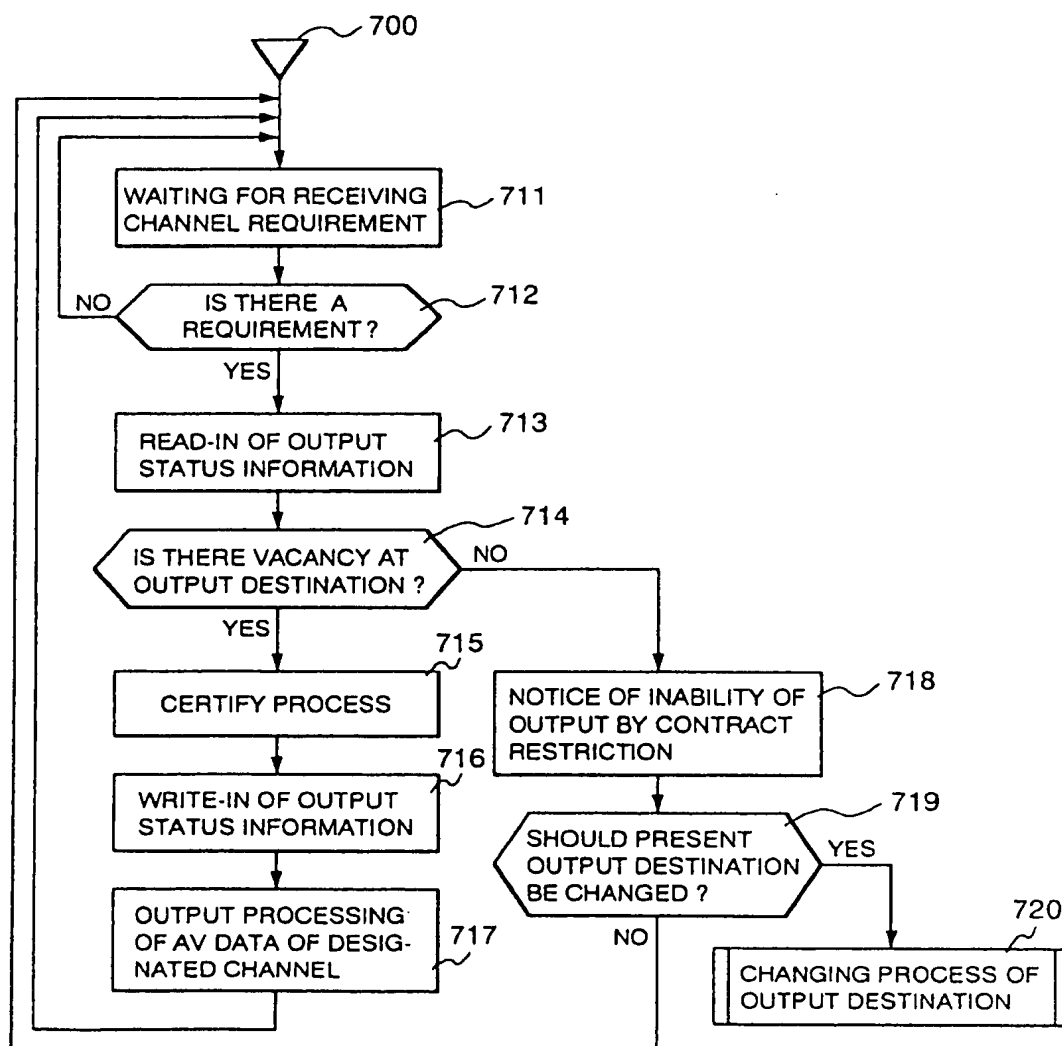 700
WAITING FOR RECEIVING
CHANNEL REQUIREMENT
711
IS THERE A
REQUIREMENT ?
712
NO
YES
READ-IN OF OUTPUT
STATUS INFORMATION
713
IS THERE VACANCY AT
OUTPUT DESTINATION ?
714
NO
YES
CERTIFY PROCESS
715
WRITE-IN OF OUTPUT
STATUS INFORMATION
716
OUTPUT PROCESSING
OF AV DATA OF DESIG-
NATED CHANNEL
717
NOTICE OF INABILITY OF
OUTPUT BY CONTRACT
RESTRICTION
718
SHOULD PRESENT
OUTPUT DESTINATION
BE CHANGED ?
719
YES
NO
CHANGING PROCESS OF
OUTPUT DESTINATION
720